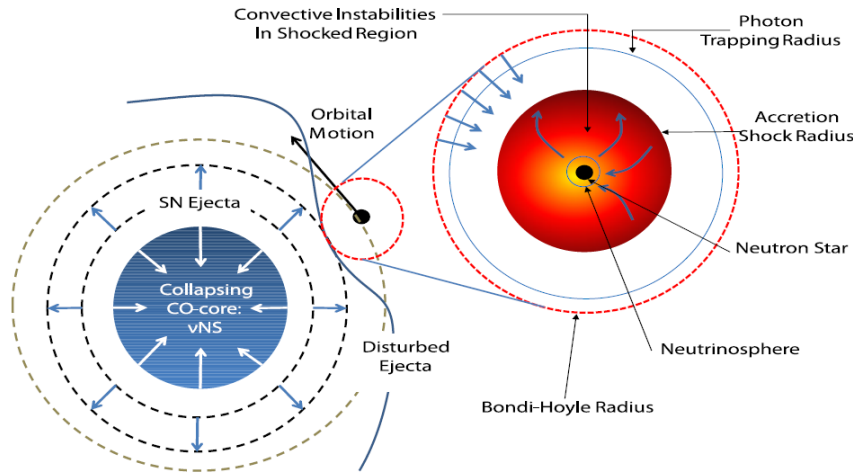 Convective Instabilities
In Shocked Region
Photon
Trapping Radius
Orbital
Motion
Accretion
Shock Radius
SN Ejecta
Neutron Star
Collapsing
CO-core:
νNS
Disturbed
Ejecta
Neutrinosphere
Bondi-Hoyle Radius